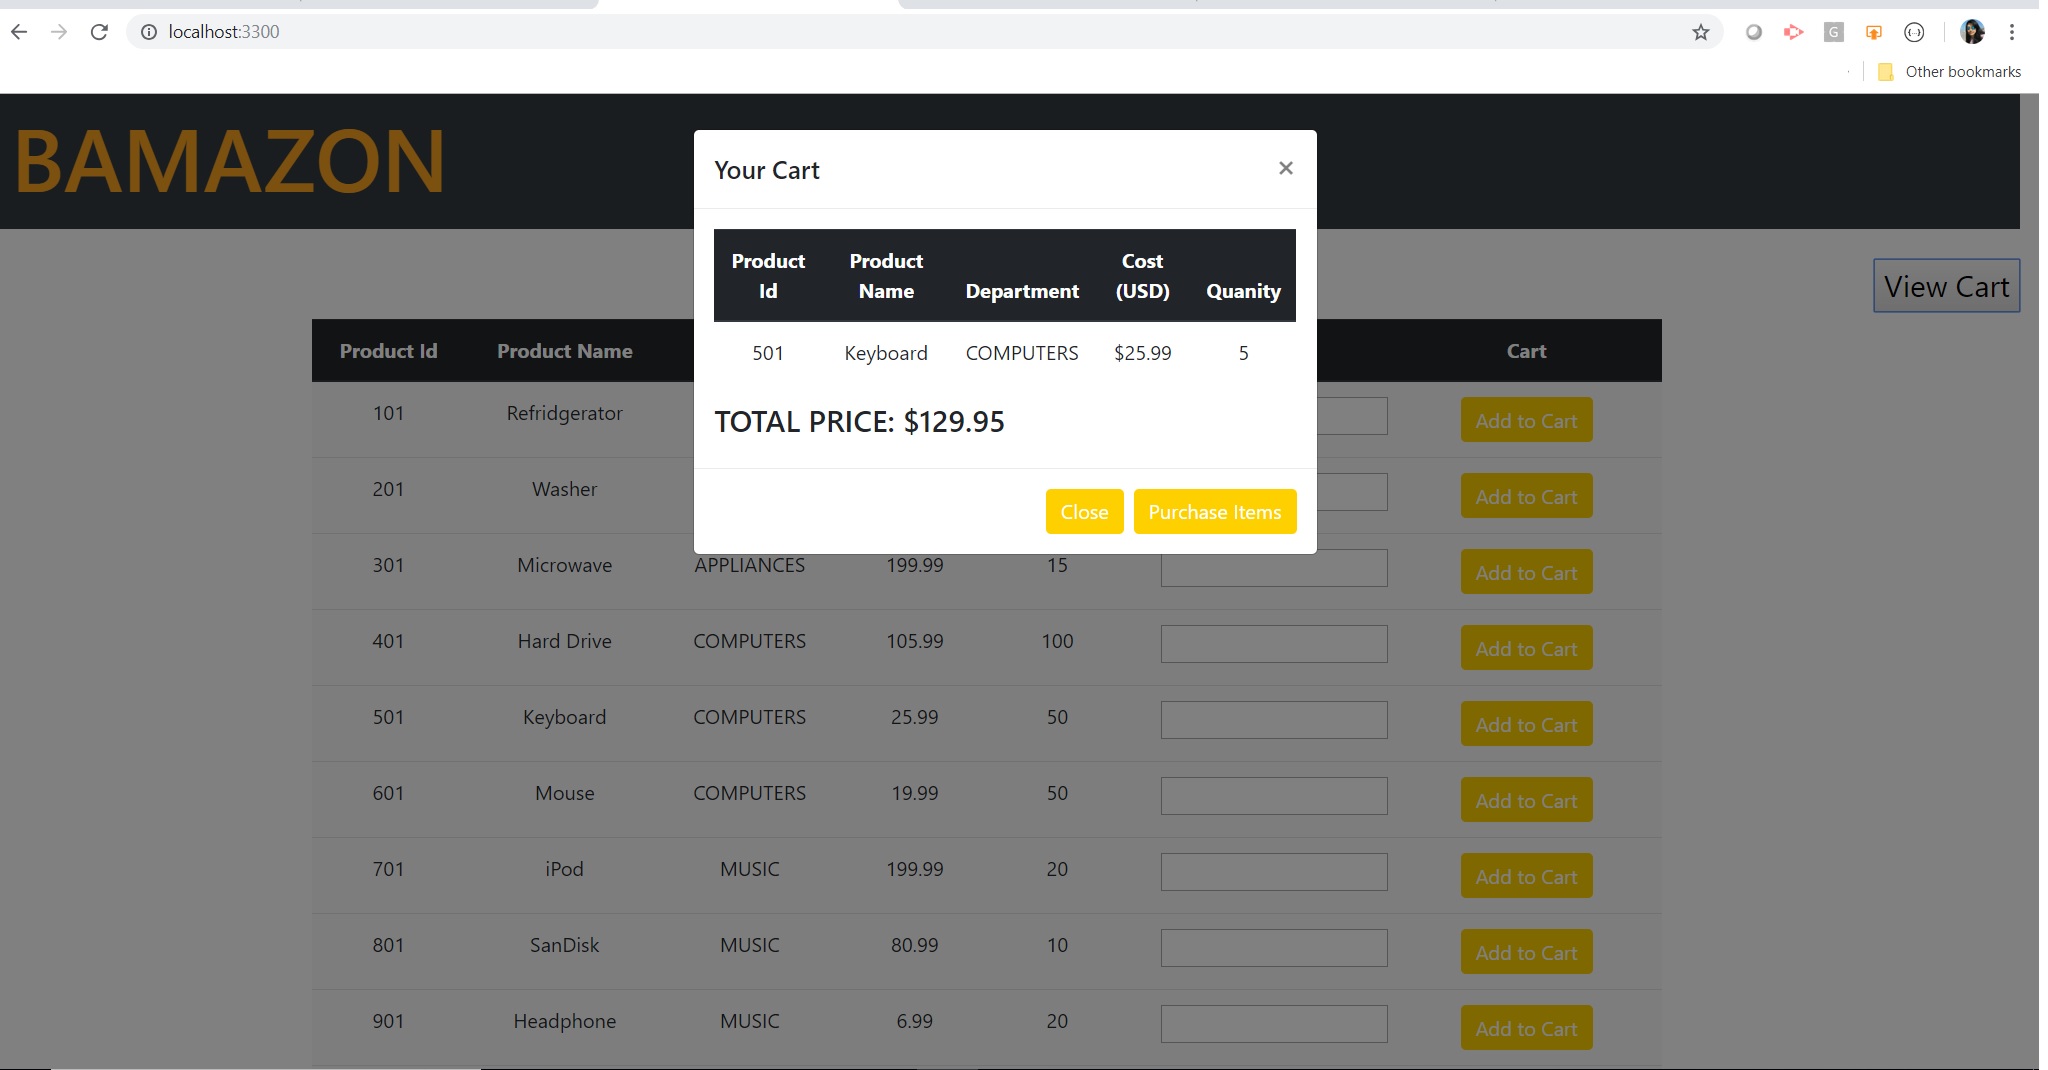 localhost:3300
G
Other bookmarks
BAMAZON
Your Cart ×
Product Id Product Name Department Cost (USD) Quanity
501 Keyboard COMPUTERS $25.99 5
TOTAL PRICE: $129.95
Close Purchase Items
View Cart
Product Id Product Name Cart
101 Refridgerator Add to Cart
201 Washer Add to Cart
301 Microwave APPLIANCES 199.99 15 Add to Cart
401 Hard Drive COMPUTERS 105.99 100 Add to Cart
501 Keyboard COMPUTERS 25.99 50 Add to Cart
601 Mouse COMPUTERS 19.99 50 Add to Cart
701 iPod MUSIC 199.99 20 Add to Cart
801 SanDisk MUSIC 80.99 10 Add to Cart
901 Headphone MUSIC 6.99 20 Add to Cart